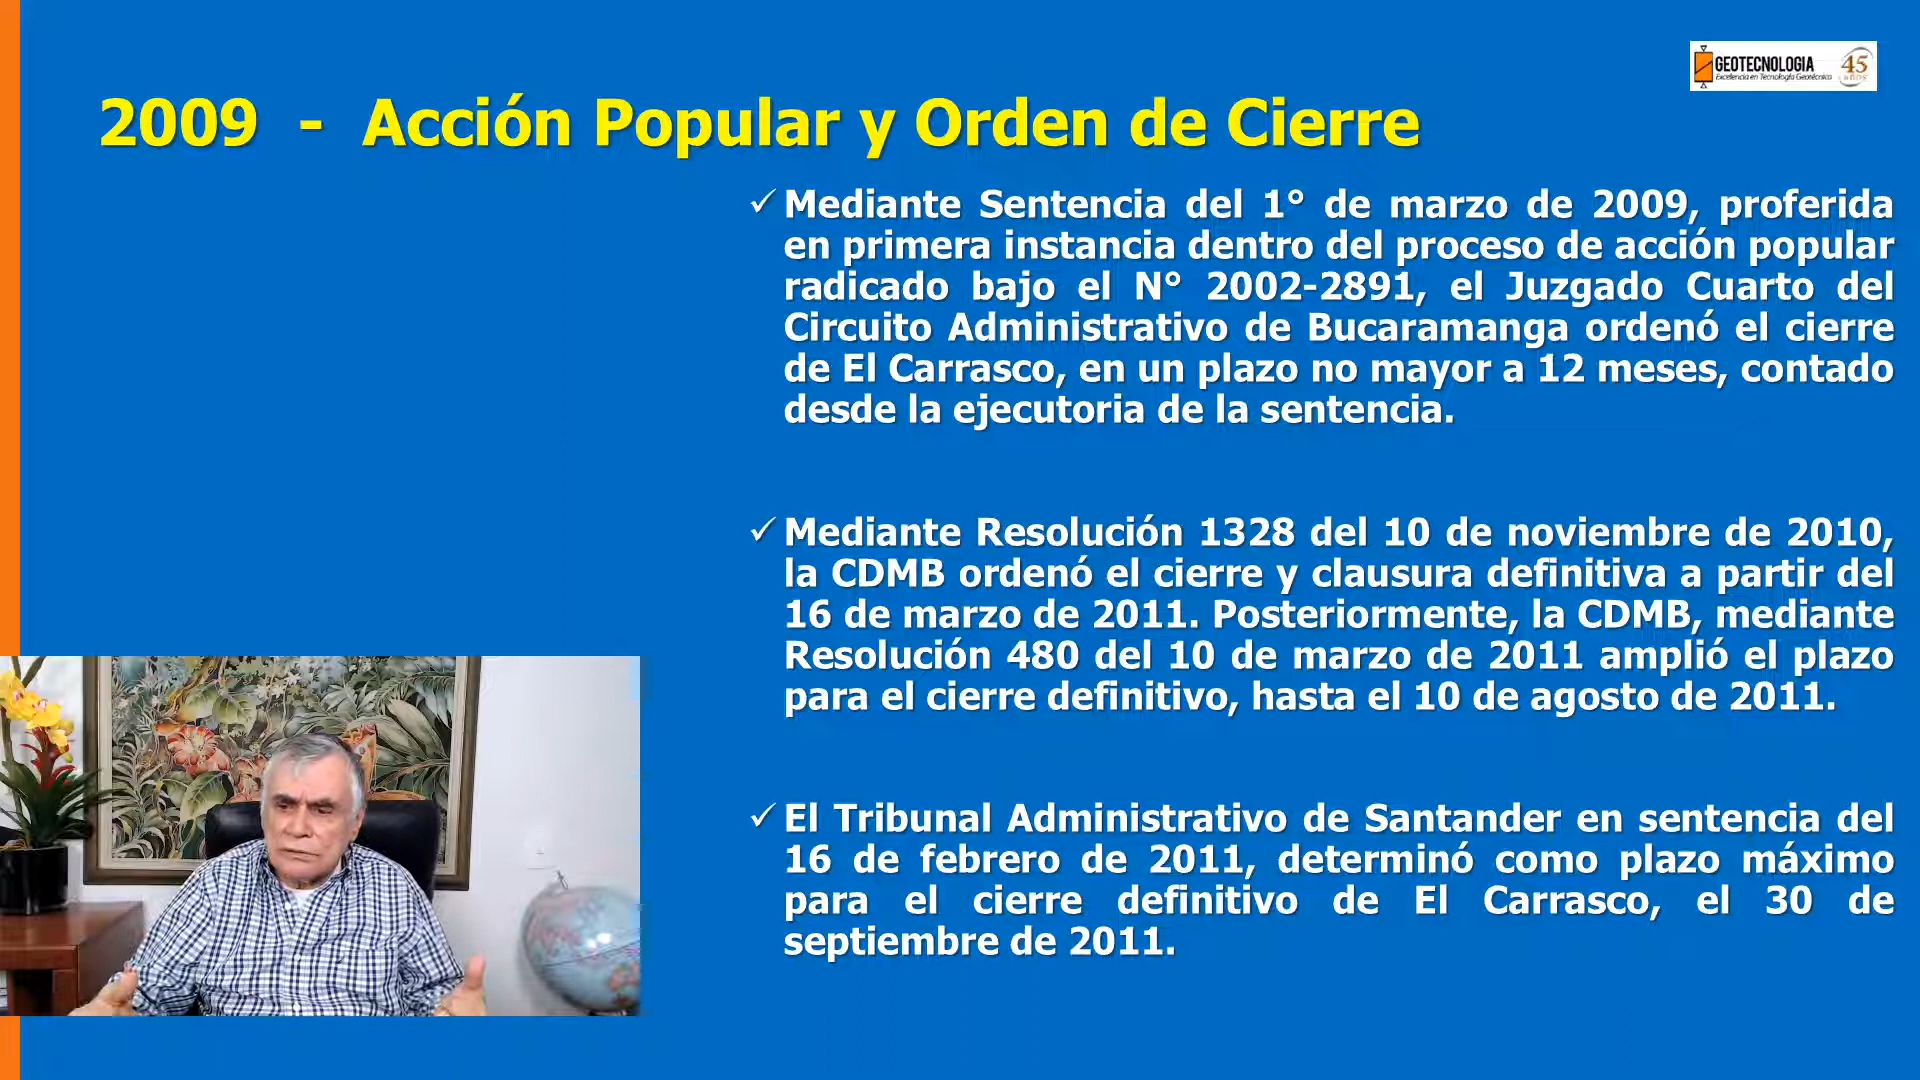 GEOTECNOLOGIA
Excelencia en Tecnología Geotécnica
45
AÑOS
2009 - Acción Popular y Orden de Cierre
✓ Mediante Sentencia del 1° de marzo de 2009, proferida
en primera instancia dentro del proceso de acción popular
radicado bajo el N° 2002-2891, el Juzgado Cuarto del
Circuito Administrativo de Bucaramanga ordenó el cierre
de El Carrasco, en un plazo no mayor a 12 meses, contado
desde la ejecutoria de la sentencia.
✓ Mediante Resolución 1328 del 10 de noviembre de 2010,
la CDMB ordenó el cierre y clausura definitiva a partir del
16 de marzo de 2011. Posteriormente, la CDMB, mediante
Resolución 480 del 10 de marzo de 2011 amplió el plazo
para el cierre definitivo, hasta el 10 de agosto de 2011.
✓ El Tribunal Administrativo de Santander en sentencia del
16 de febrero de 2011, determinó como plazo máximo
para el cierre definitivo de El Carrasco, el 30 de
septiembre de 2011.